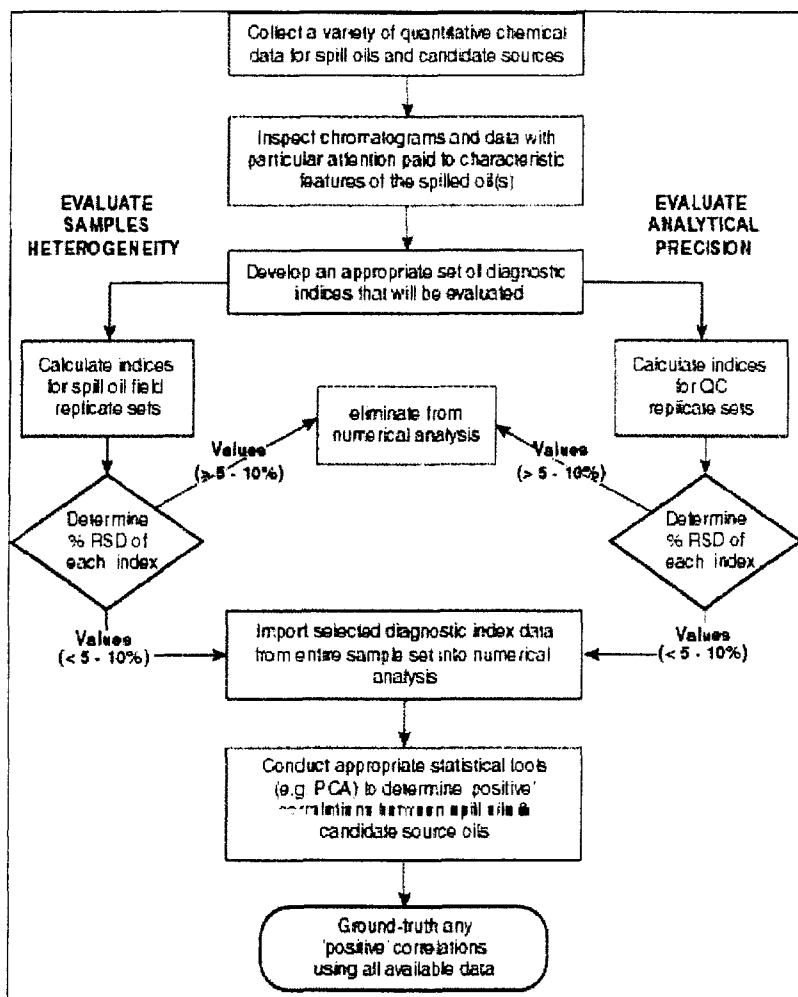 Collect a variety of quantitative chemical
data for spill oils and candidate sources
Inspect chromatograms and data with
particular attention paid to characteristic
features of the spilled oil(s)
EVALUATE
SAMPLES
HETEROGENEITY
EVALUATE
ANALYTICAL
PRECISION
Develop an appropriate set of diagnostic
indices that will be evaluated
Calculate indices
for spill oil field
replicate sets
eliminate from
numerical analysis
Calculate indices
for QC
replicate sets
Values
(> 5 - 10%)
Values
(> 5 - 10%)
Determine
% RSD of
each index
Determine
% RSD of
each index
Values
(< 5 - 10%)
Import selected diagnostic index data
from entire sample set into numerical
analysis
Values
(< 5 - 10%)
Conduct appropriate statistical tools
(e.g. PCA) to determine 'positive'
correlations between spill oils &
candidate source oils
Ground-truth any
'positive' correlations
using all available data